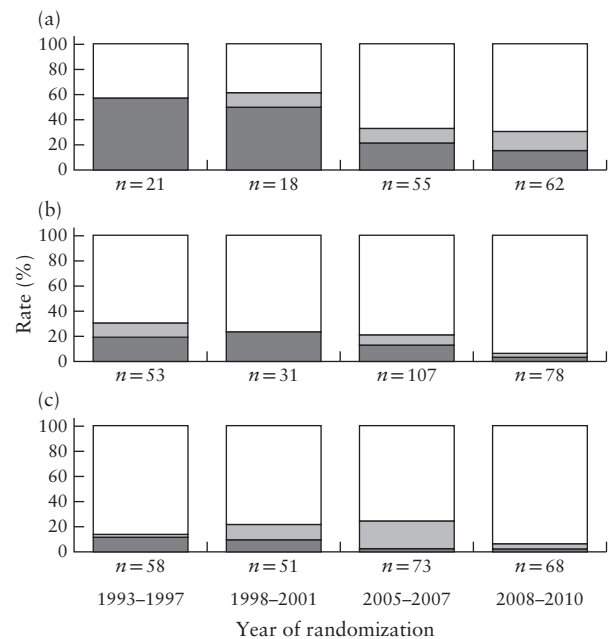 (a)
100
80
60
40
20
0
n=21 n=18 n=55 n=62
(b)
100
80
60
40
20
0
n=53 n=31 n=107 n=78
Rate (%)
(c)
100
80
60
40
20
0
n=58 n=51 n=73 n=68
1993–1997 1998–2001 2005–2007 2008–2010
Year of randomization